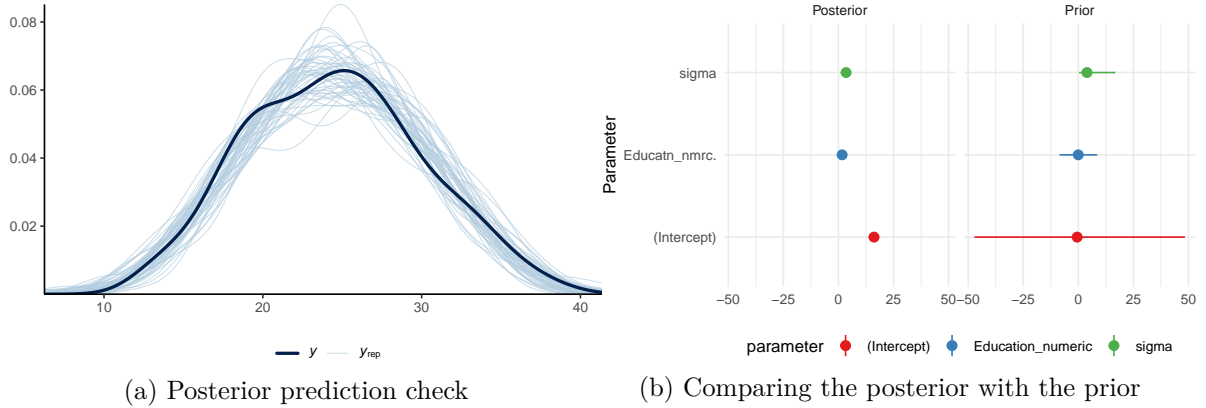 0.08
0.06
0.04
0.02
10 20 30 40
y y rep
(a) Posterior prediction check
Posterior Prior
Parameter
sigma
Educatn_nmrc.
(Intercept)
−50 −25 0 25 50 −50 −25 0 25 50
parameter (Intercept) Education_numeric sigma
(b) Comparing the posterior with the prior